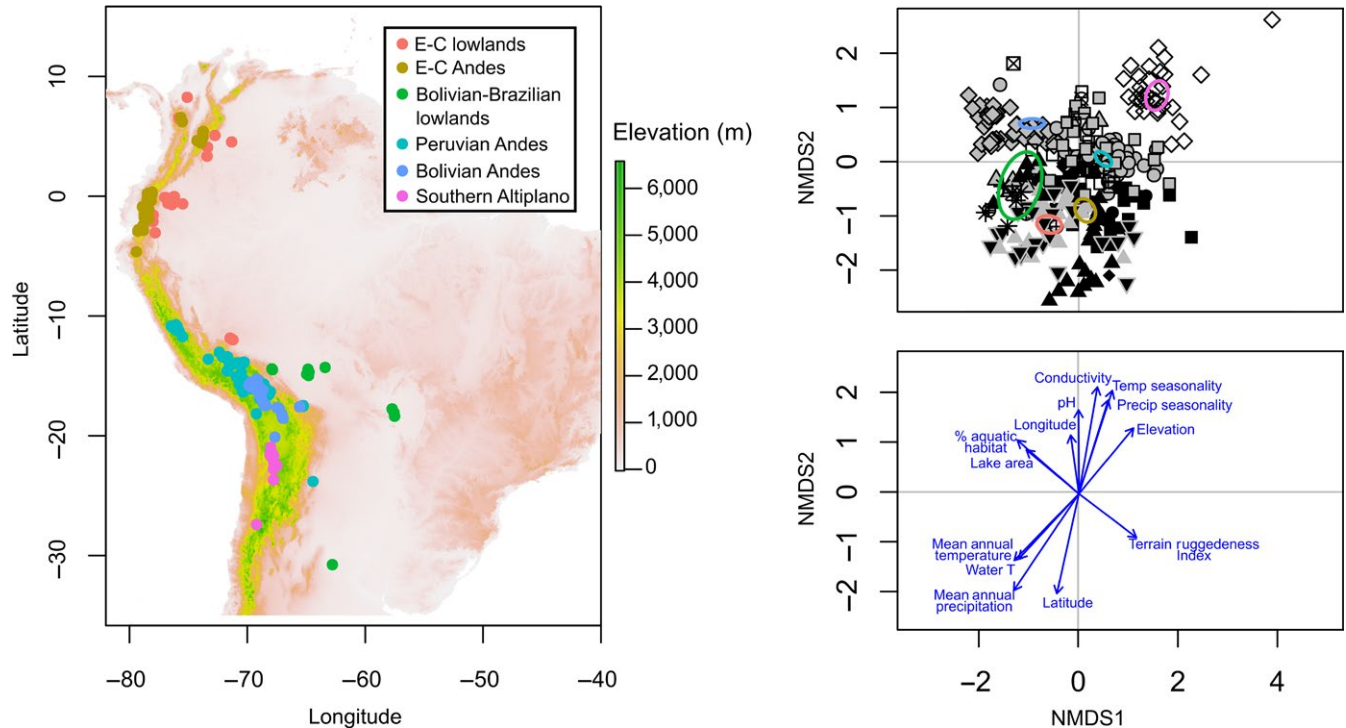 E-C lowlands
E-C Andes
Bolivian-Brazilian
lowlands
Peruvian Andes
Bolivian Andes
Southern Altiplano
Elevation (m)
6,000
5,000
4,000
3,000
2,000
1,000
0
Latitude
10
0
−10
−20
−30
−80
−70
−60
−50
−40
Longitude
NMDS2
2
1
0
−1
−2
NMDS2
2
1
0
−1
−2
Conductivity
Temp seasonality
pH
Precip seasonality
Longitude
Elevation
% aquatic
habitat
Lake area
Mean annual
temperature
Terrain ruggedeness
Index
Water T
Mean annual
precipitation
Latitude
−2
0
2
4
NMDS1